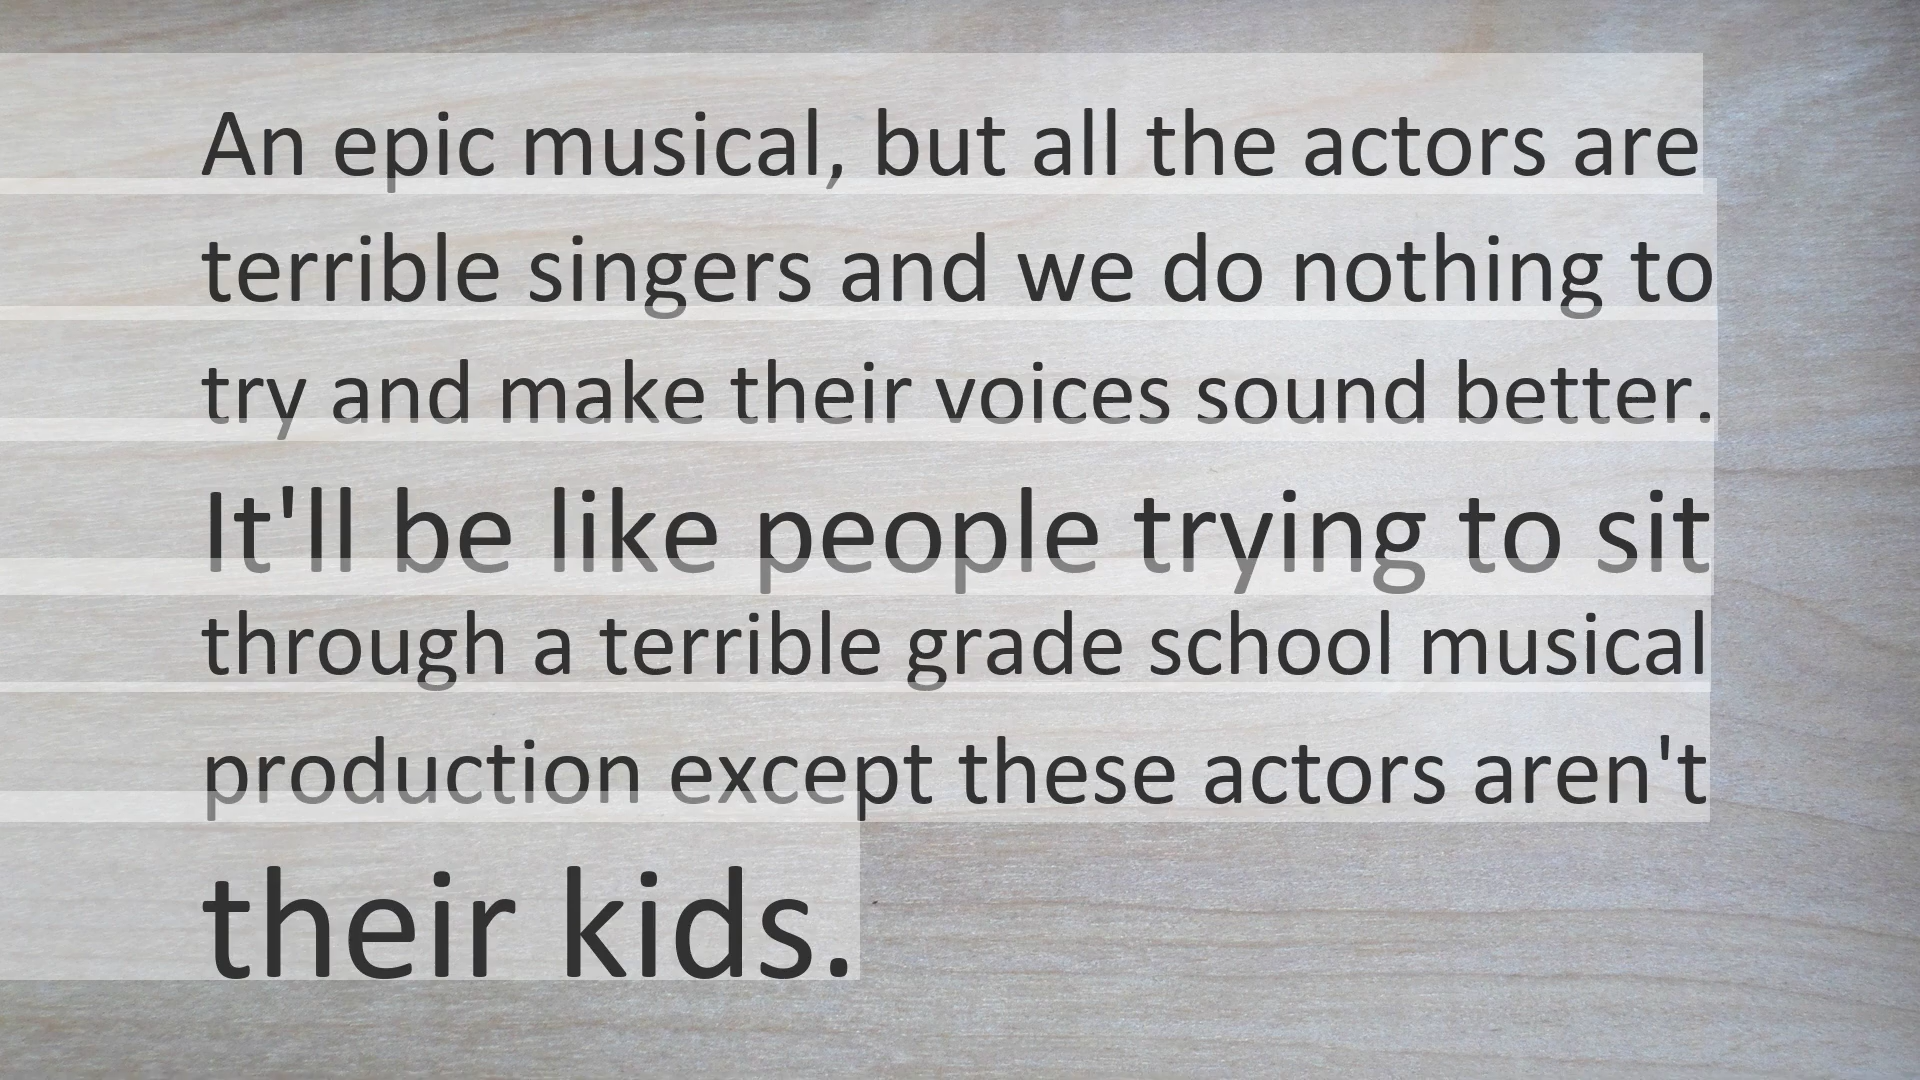 An epic musical, but all the actors are
terrible singers and we do nothing to
try and make their voices sound better.
It'll be like people trying to sit
through a terrible grade school musical
production except these actors aren't
their kids.